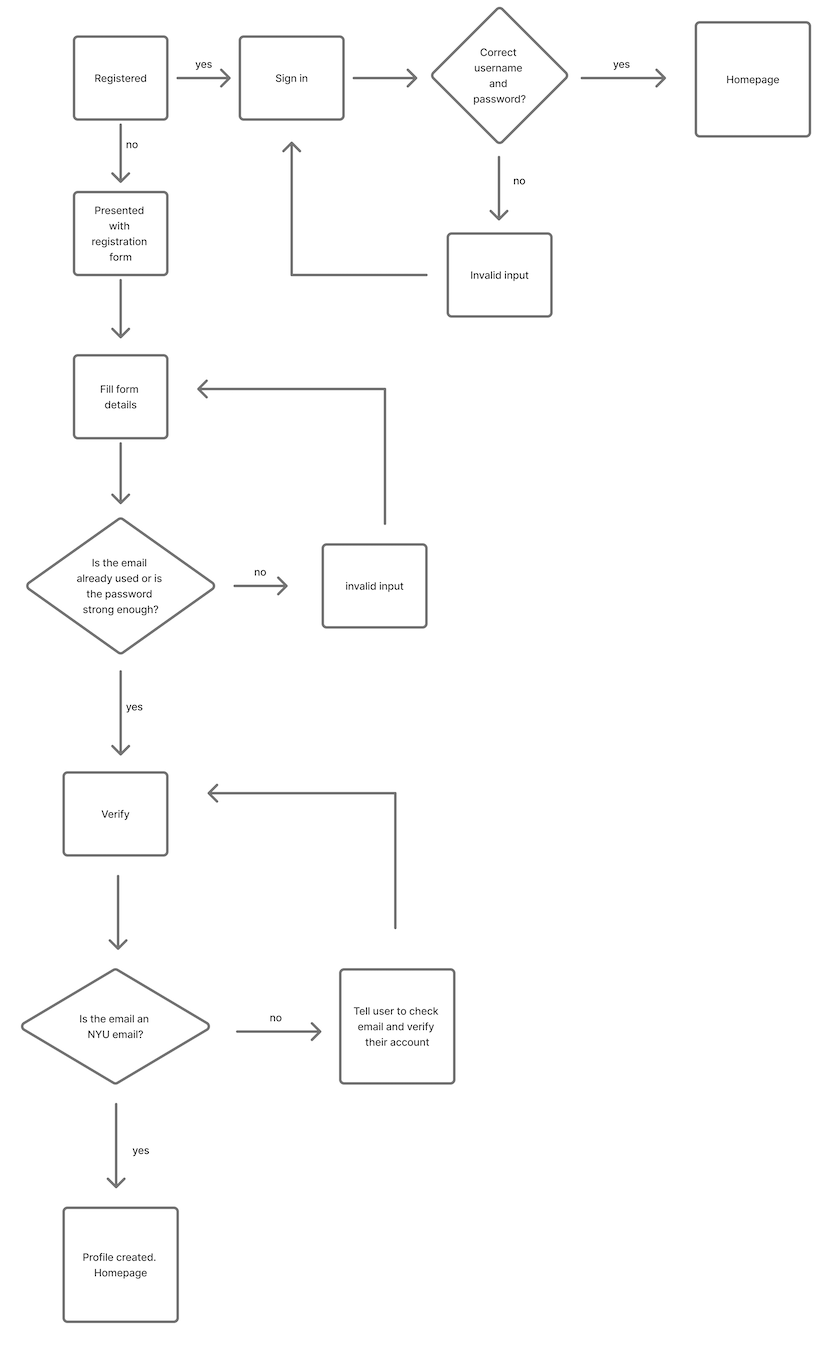 Registered
yes
Sign in
Correct
username
and
password?
yes
Homepage
no
no
Presented
with
registration
form
Invalid input
Fill form
details
Is the email
already used or is
the password
strong enough?
no
invalid input
yes
Verify
Is the email an
NYU email?
no
Tell user to check
email and verify
their account
yes
Profile created.
Homepage